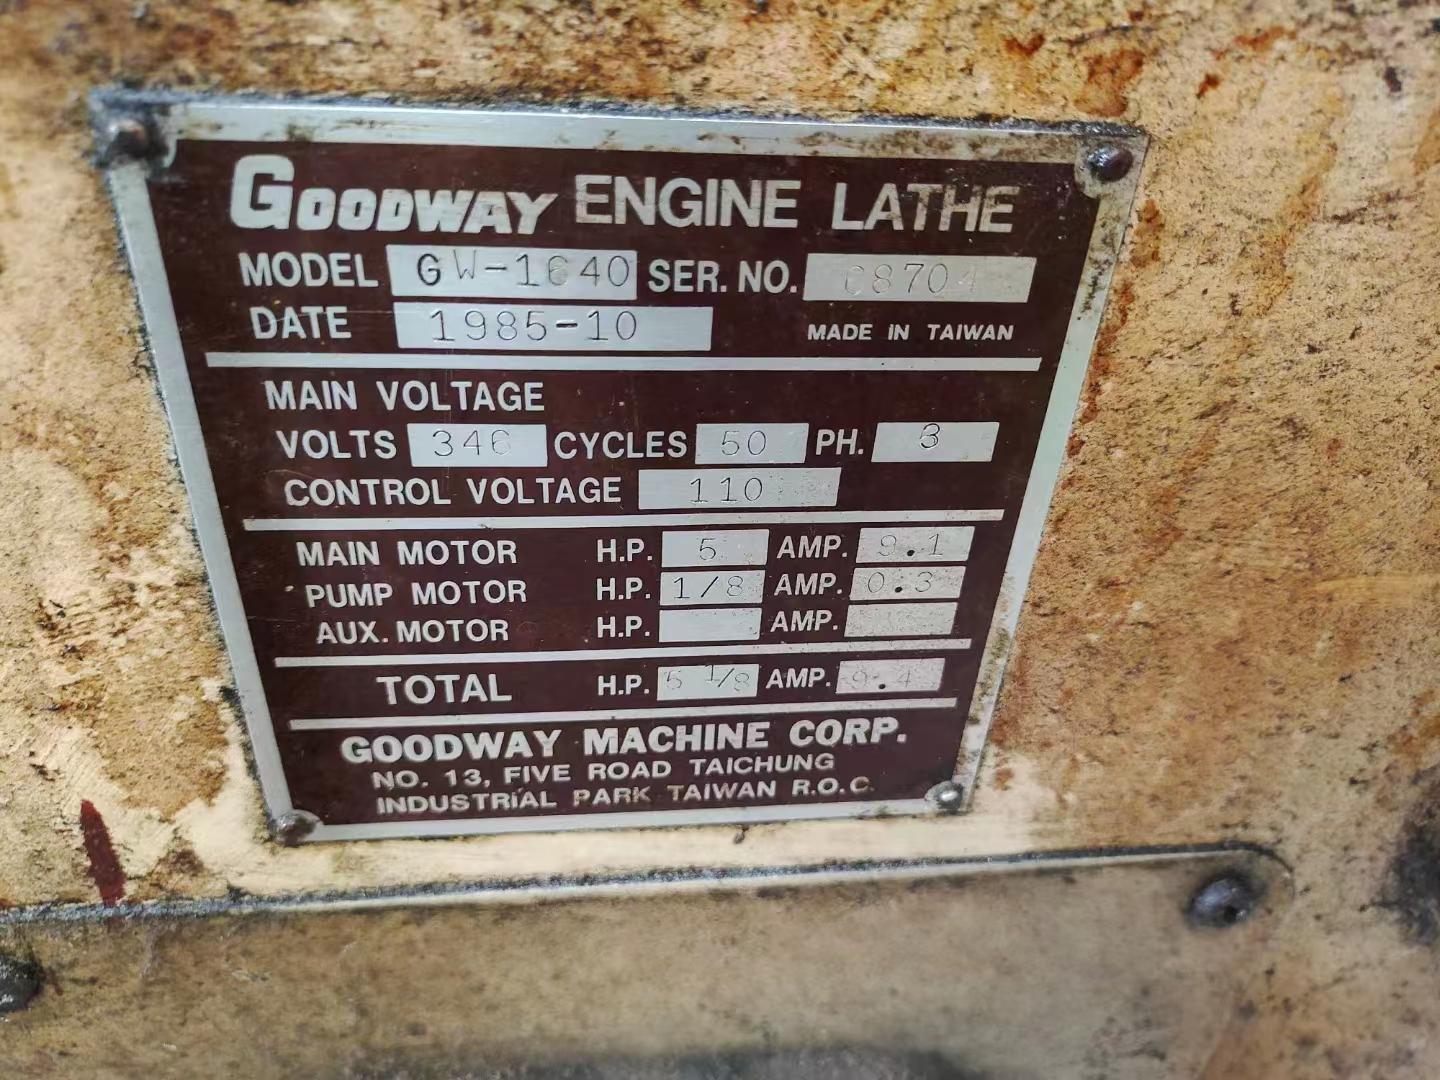 GOODWAY ENGINE LATHE
MODEL GW-1640 SER. NO. C8704
DATE 1985-10 MADE IN TAIWAN
MAIN VOLTAGE
VOLTS 346 CYCLES 50 PH. 3
CONTROL VOLTAGE 110
MAIN MOTOR H.P. 5 AMP. 9.1
PUMP MOTOR H.P. 1/8 AMP. 0.3
AUX. MOTOR H.P. AMP.
TOTAL H.P. 5 1/8 AMP. 9.4
GOODWAY MACHINE CORP.
NO. 13, FIVE ROAD TAICHUNG
INDUSTRIAL PARK TAIWAN R.O.C.